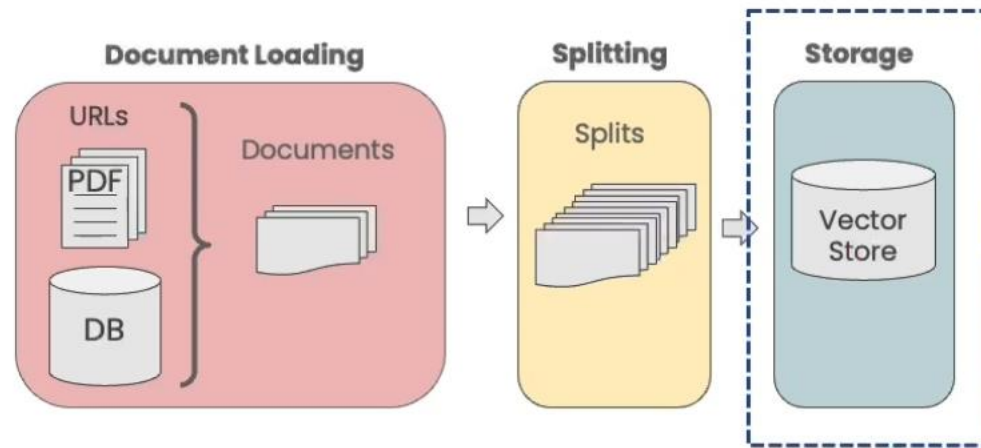 Document Loading
URLs
PDF
DB
Documents
Splitting
Splits
Storage
Vector
Store